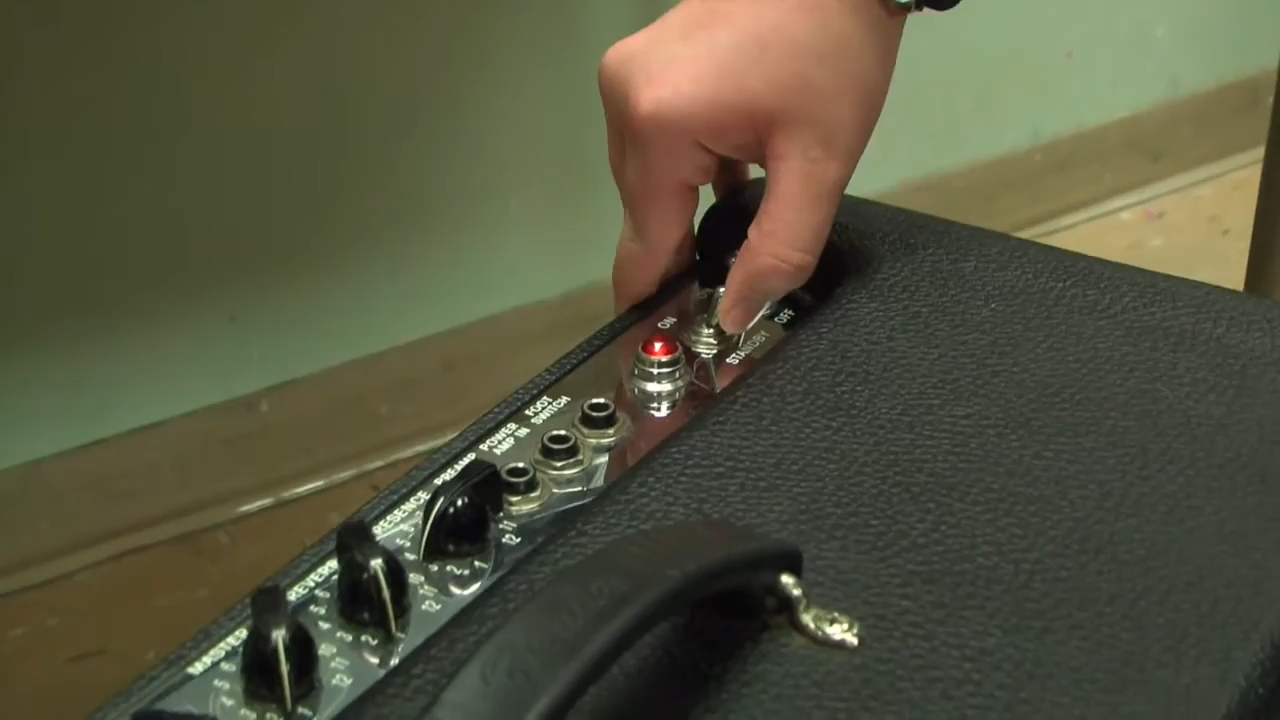 MASTER
REVERB
PRESENCE
PREAMP
POWER
AMP IN
FOOT
SWITCH
ON
STANDBY
OFF